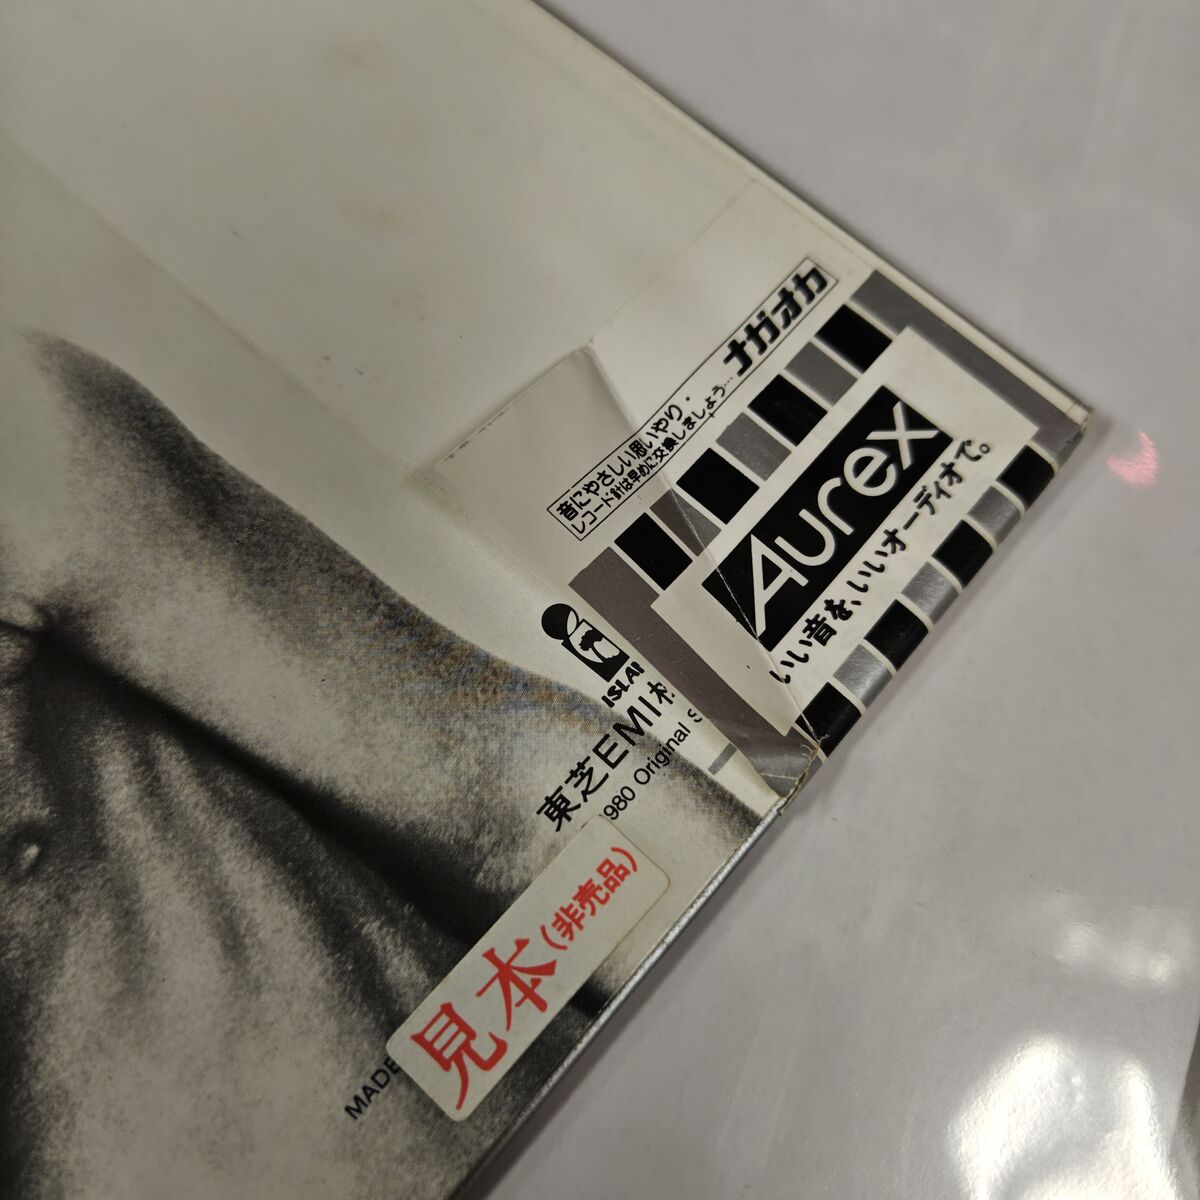 音にやさしい思いやり・
レコード針は早めに交換しましょう…
ナガオカ
Aurex
いい音を、いいオーディオで。
東芝EMI
980 Original S
見本(非売品)
MADE